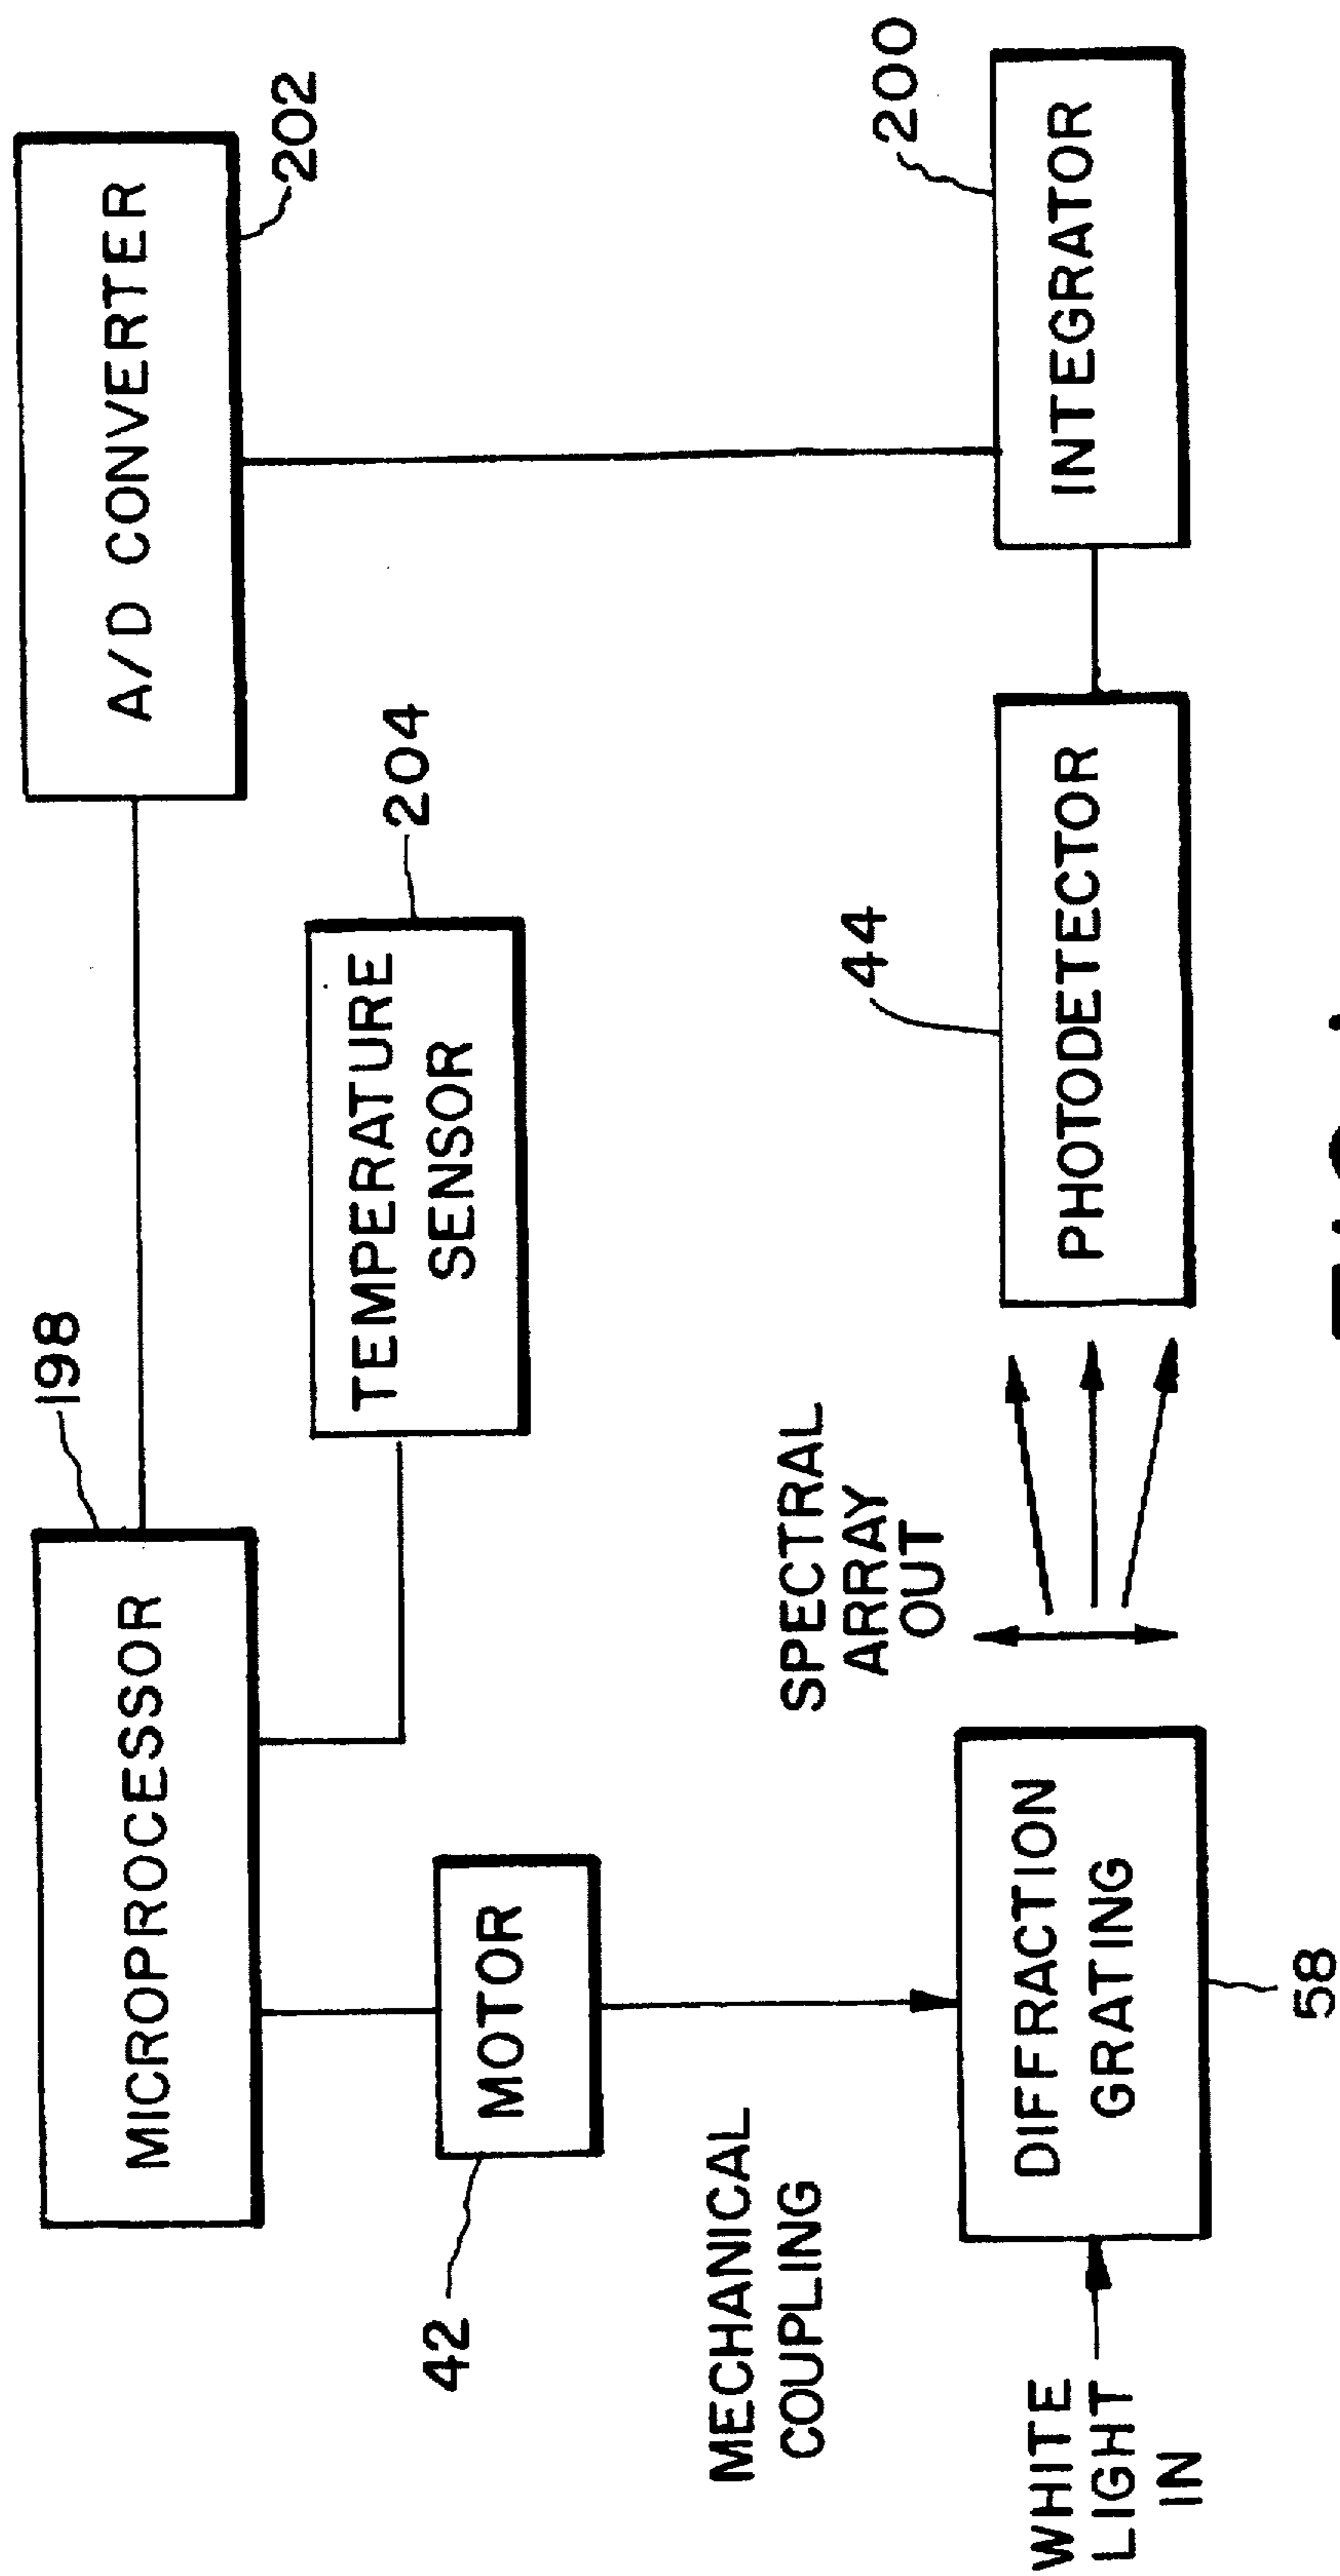 MICROPROCESSOR
198
A/D CONVERTER
202
TEMPERATURE
SENSOR
204
42
MOTOR
MECHANICAL
COUPLING
WHITE
LIGHT
IN
DIFFRACTION
GRATING
58
SPECTRAL
ARRAY
OUT
44
PHOTODETECTOR
200
INTEGRATOR